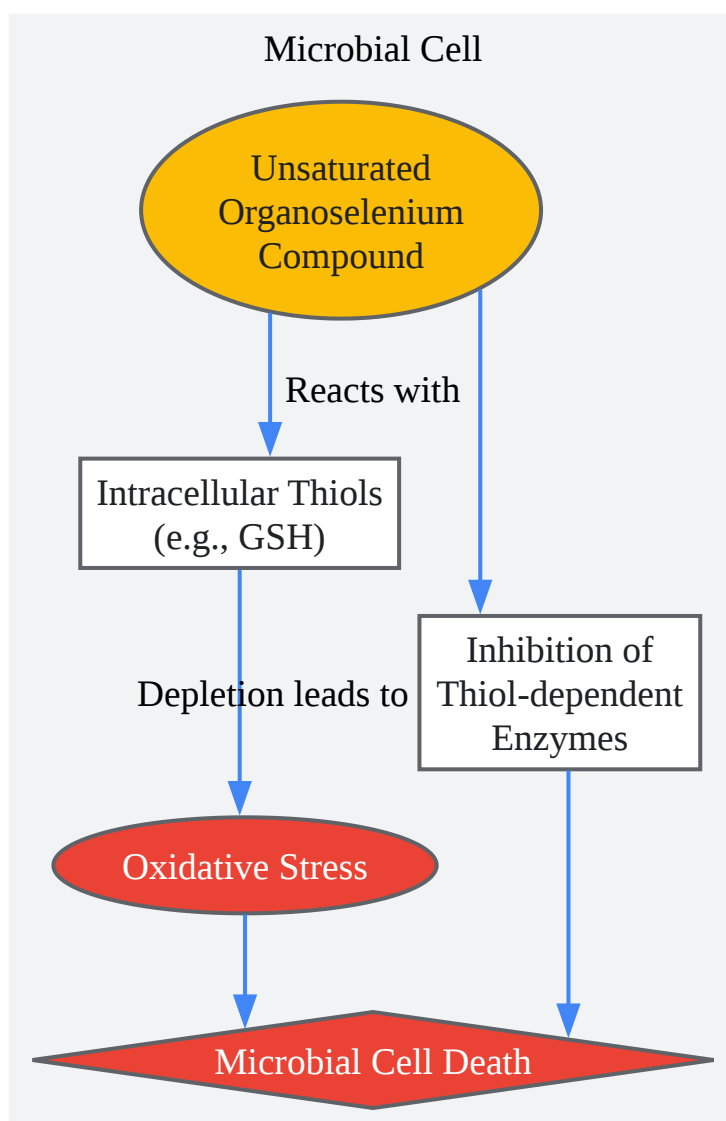 Microbial Cell
Unsaturated
Organoselenium
Compound
Reacts with
Intracellular Thiols
(e.g., GSH)
Depletion leads to
Inhibition of
Thiol-dependent
Enzymes
Oxidative Stress
Microbial Cell Death